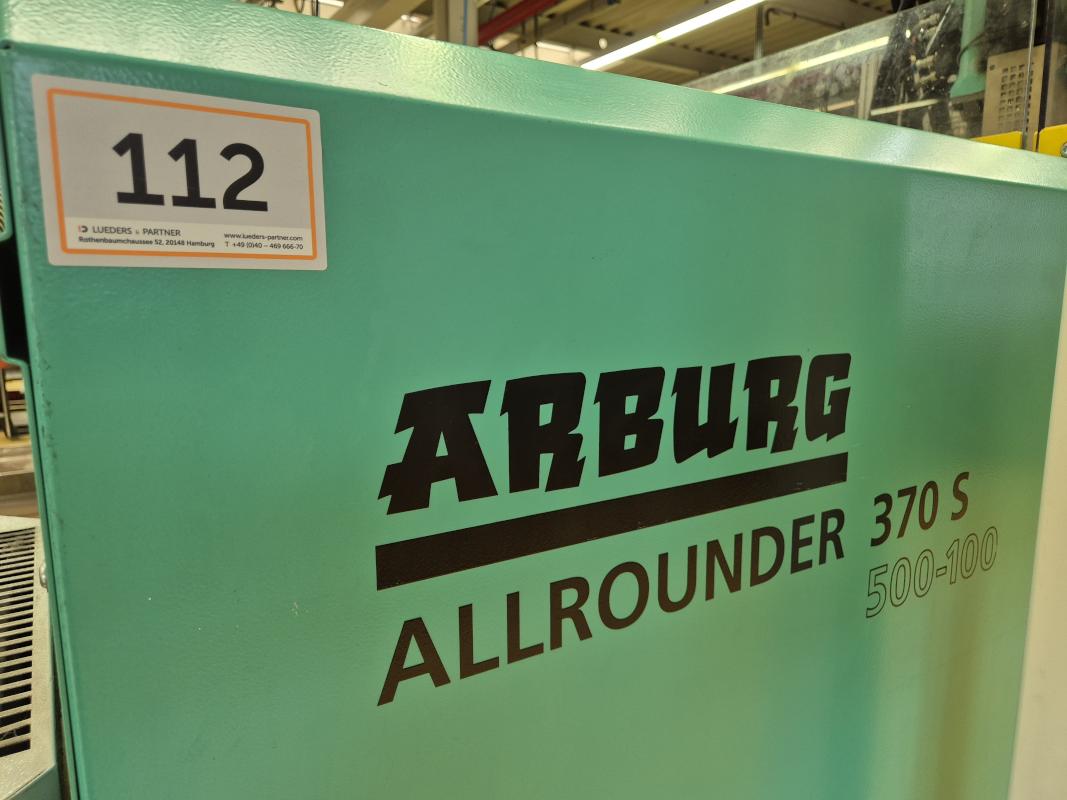 112
LUEDERS & PARTNER
Rothenbaumchaussee 52, 20148 Hamburg
www.lueders-partner.com
T +49 (0)40 – 469 666-70
ARBURG
ALLROUNDER 370 S
500-100